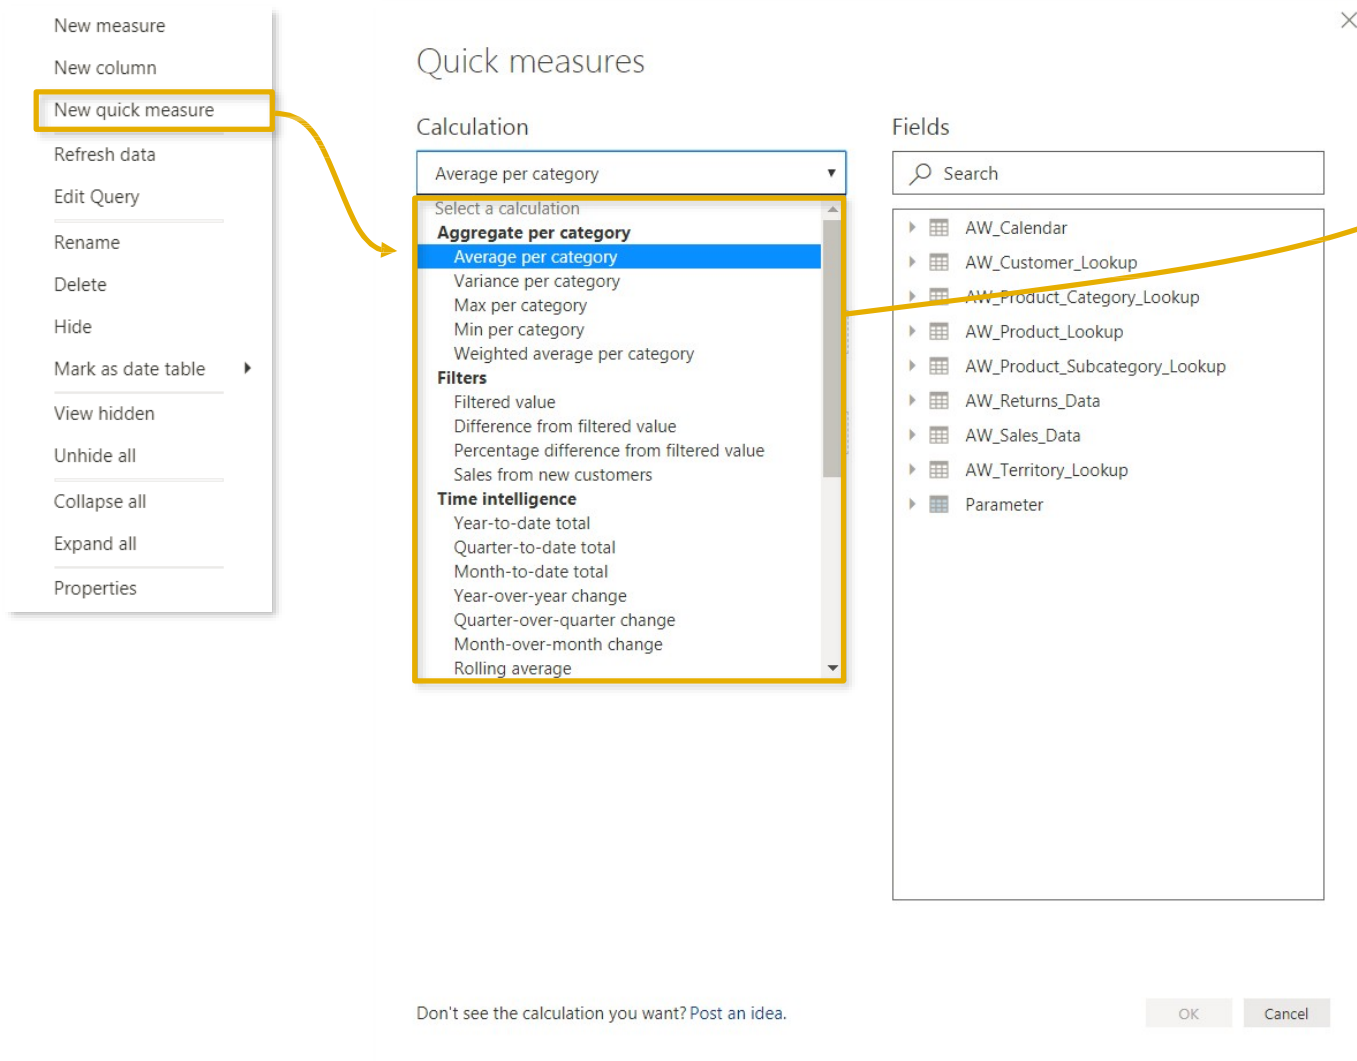 New measure
New column
New quick measure
Refresh data
Edit Query
Rename
Delete
Hide
Mark as date table
View hidden
Unhide all
Collapse all
Expand all
Properties
Quick measures
Calculation
Average per category
Select a calculation
Aggregate per category
Average per category
Variance per category
Max per category
Min per category
Weighted average per category
Filters
Filtered value
Difference from filtered value
Percentage difference from filtered value
Sales from new customers
Time intelligence
Year-to-date total
Quarter-to-date total
Month-to-date total
Year-over-year change
Quarter-over-quarter change
Month-over-month change
Rolling average
Fields
Search
AW_Calendar
AW_Customer_Lookup
AW_Product_Category_Lookup
AW_Product_Lookup
AW_Product_Subcategory_Lookup
AW_Returns_Data
AW_Sales_Data
AW_Territory_Lookup
Parameter
Don't see the calculation you want? Post an idea.
OK
Cancel